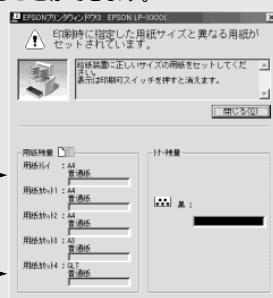 EPSONプリンタウィンドウ!3 : EPSON LP-XXXX
印刷時に指定した用紙サイズと異なる用紙が
セットされています。
給紙装置に正しいサイズの用紙をセットしてくだ
さい。
表示は印刷可スイッチを押すと消えます。
閉じる(O)
用紙残量
用紙トレイ : A4
普通紙
用紙カセット1 : A4
普通紙
用紙カセット2 : A4
普通紙
用紙カセット3 : A3
普通紙
用紙カセット4 : GLT
普通紙
トナー残量
黒 :